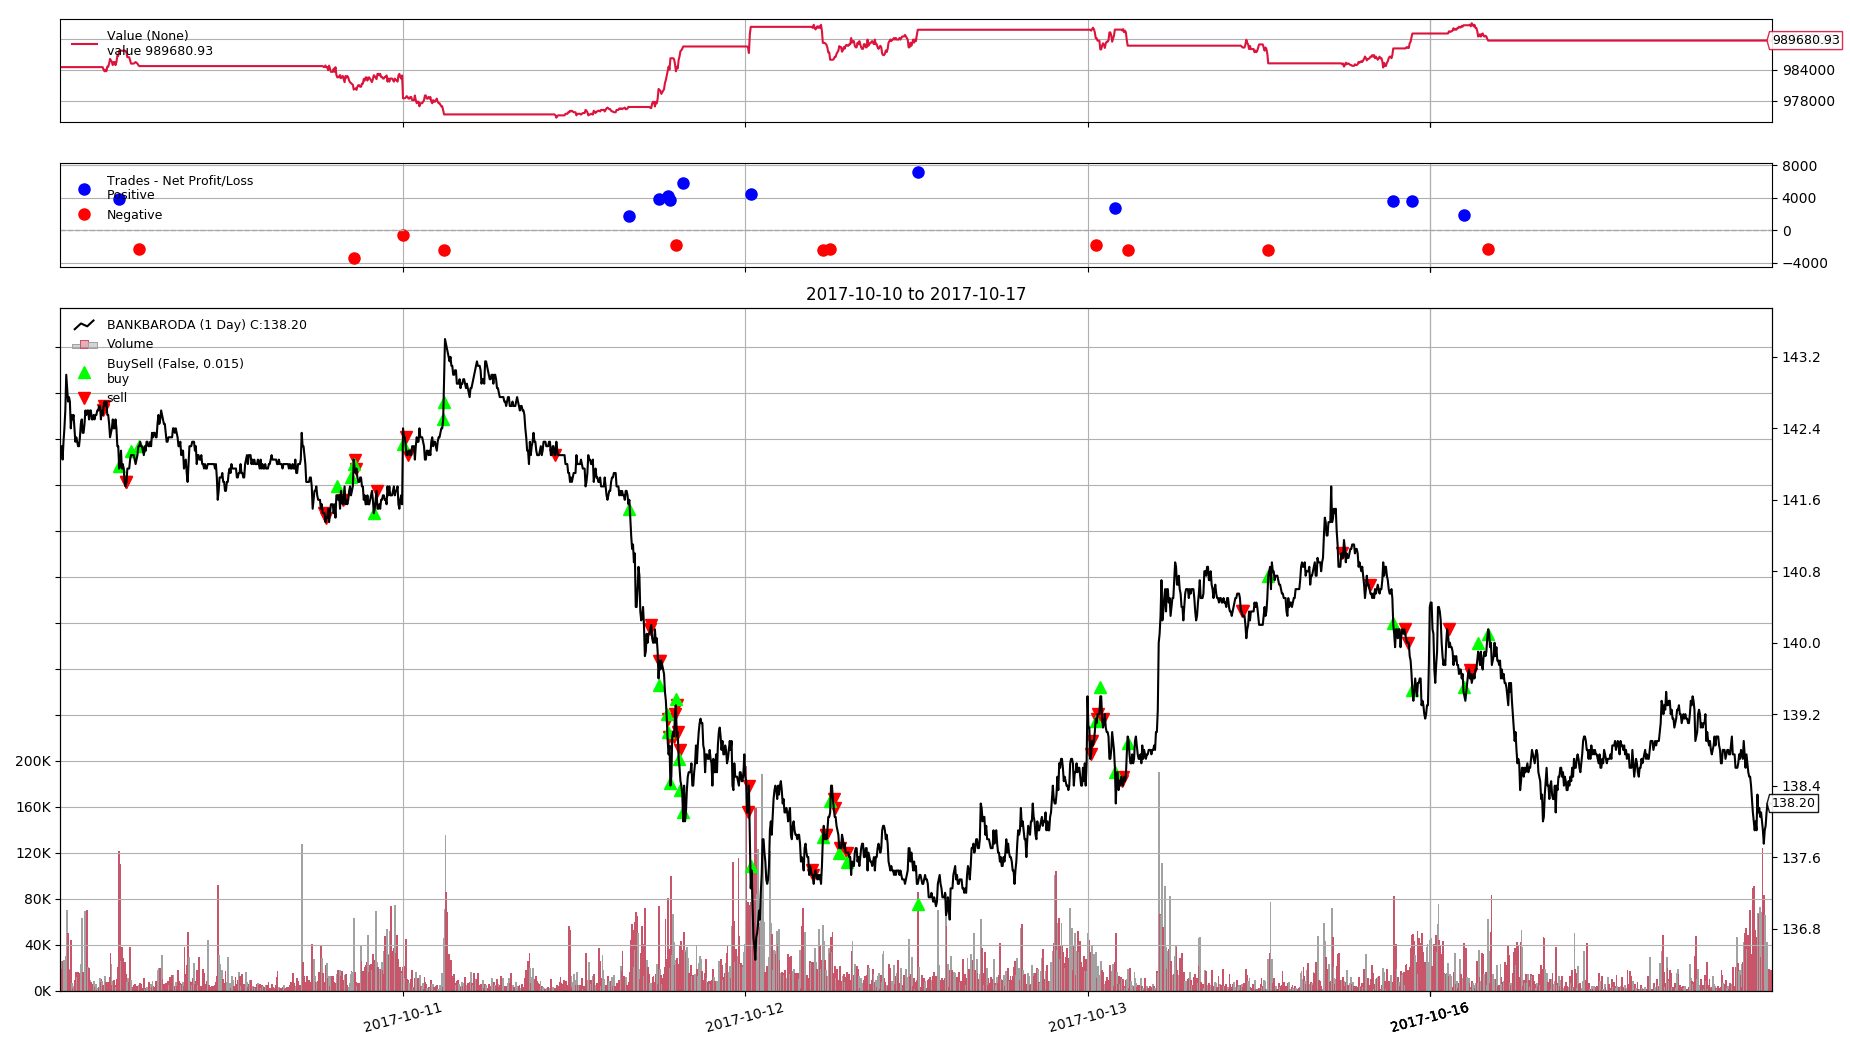 Value (None)
value 989680.93
989680.93
984000
978000
Trades - Net Profit/Loss
Positive
Negative
8000
4000
0
−4000
2017-10-10 to 2017-10-17
BANKBARODA (1 Day) C:138.20
Volume
BuySell (False, 0.015)
buy
sell
143.2
142.4
141.6
140.8
140.0
139.2
138.4
138.20
137.6
136.8
200K
160K
120K
80K
40K
0K
2017-10-11
2017-10-12
2017-10-13
2017-10-16